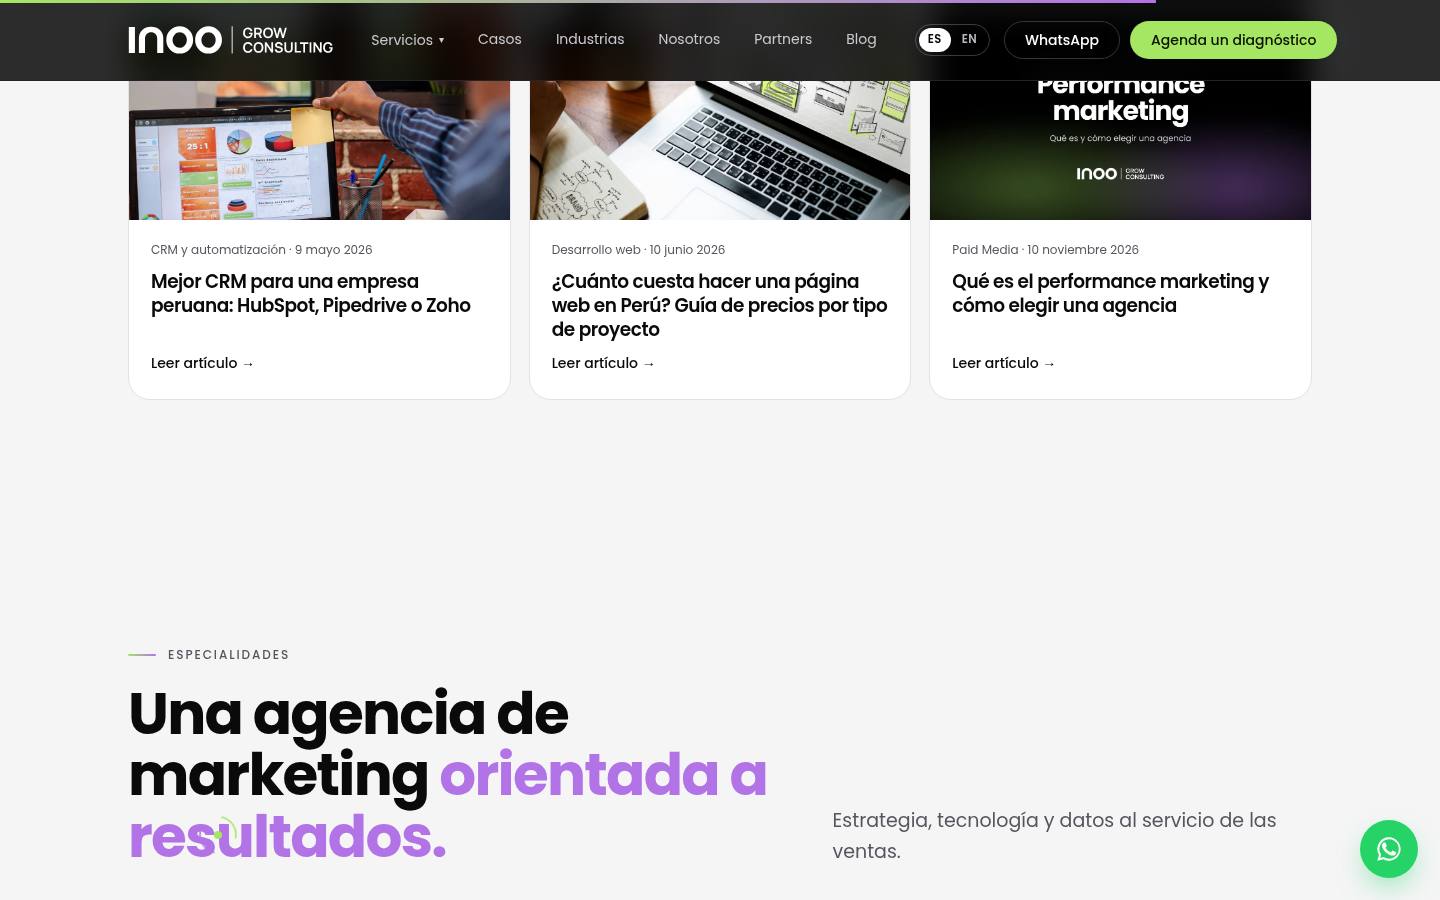 Inoo GROW CONSULTING
Servicios ▾
Casos
Industrias
Nosotros
Partners
Blog
ES
EN
WhatsApp
Agenda un diagnóstico
25:1
Performance
marketing
Qué es y cómo elegir una agencia
Inoo GROW CONSULTING
CRM y automatización · 9 mayo 2026
Mejor CRM para una empresa
peruana: HubSpot, Pipedrive o Zoho
Leer artículo →
Desarrollo web · 10 junio 2026
¿Cuánto cuesta hacer una página
web en Perú? Guía de precios por tipo
de proyecto
Leer artículo →
Paid Media · 10 noviembre 2026
Qué es el performance marketing y
cómo elegir una agencia
Leer artículo →
ESPECIALIDADES
Una agencia de
marketing orientada a
resultados.
Estrategia, tecnología y datos al servicio de las
ventas.